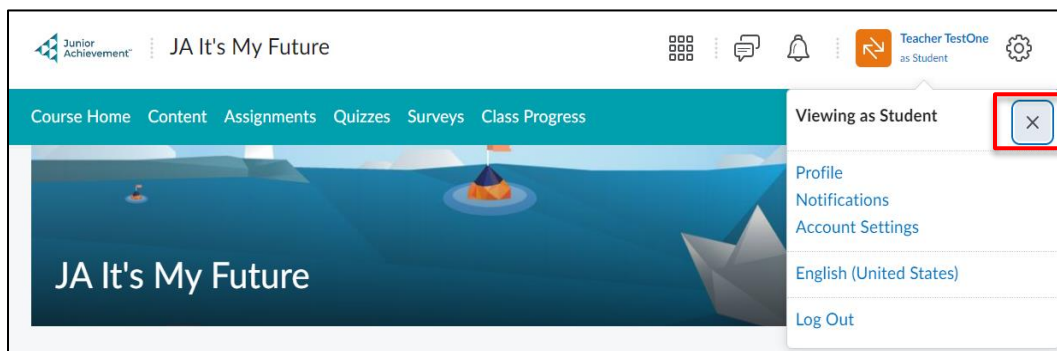 Junior
Achievement™
JA It's My Future
Teacher TestOne
as Student
Course Home Content Assignments Quizzes Surveys Class Progress
Viewing as Student
Profile
Notifications
Account Settings
English (United States)
Log Out
JA It's My Future